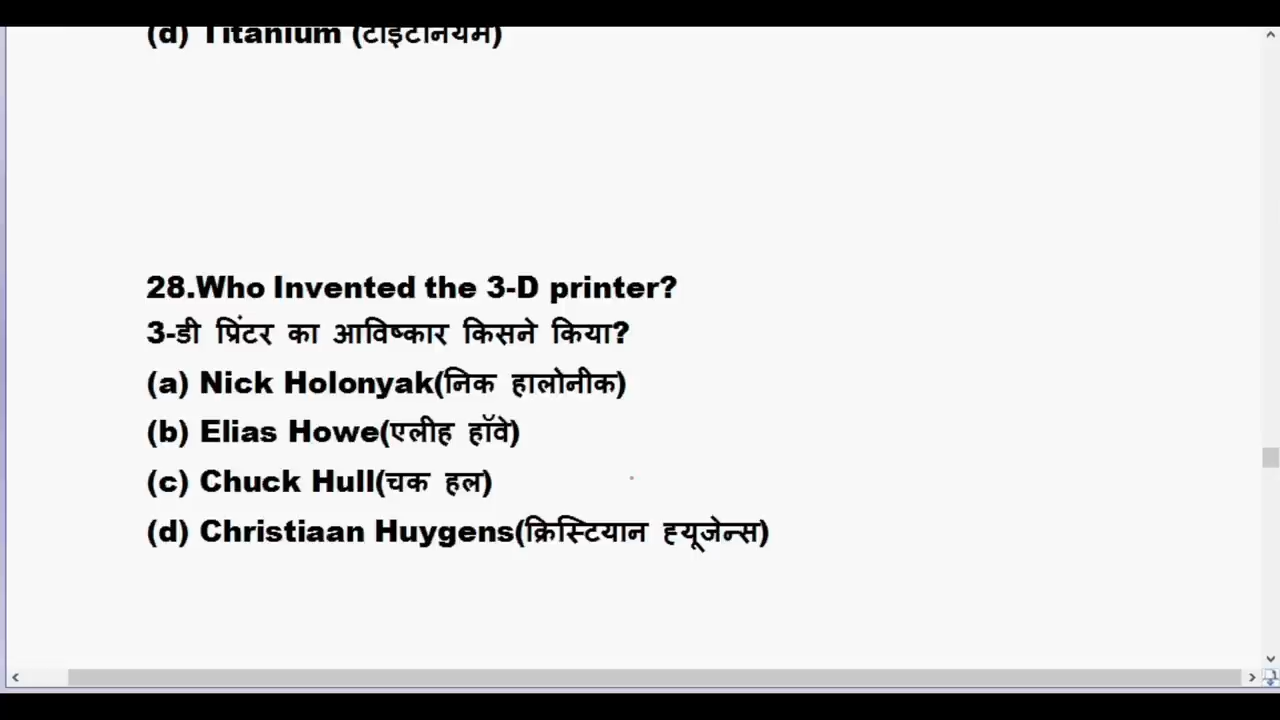 (d) Titanium (टाइटेनियम)
28.Who Invented the 3-D printer?
3-डी प्रिंटर का आविष्कार किसने किया?
(a) Nick Holonyak(निक हालोनीक)
(b) Elias Howe(एलीह हॉवे)
(c) Chuck Hull(चक हल)
(d) Christiaan Huygens(क्रिस्टियान ह्यूजेन्स)